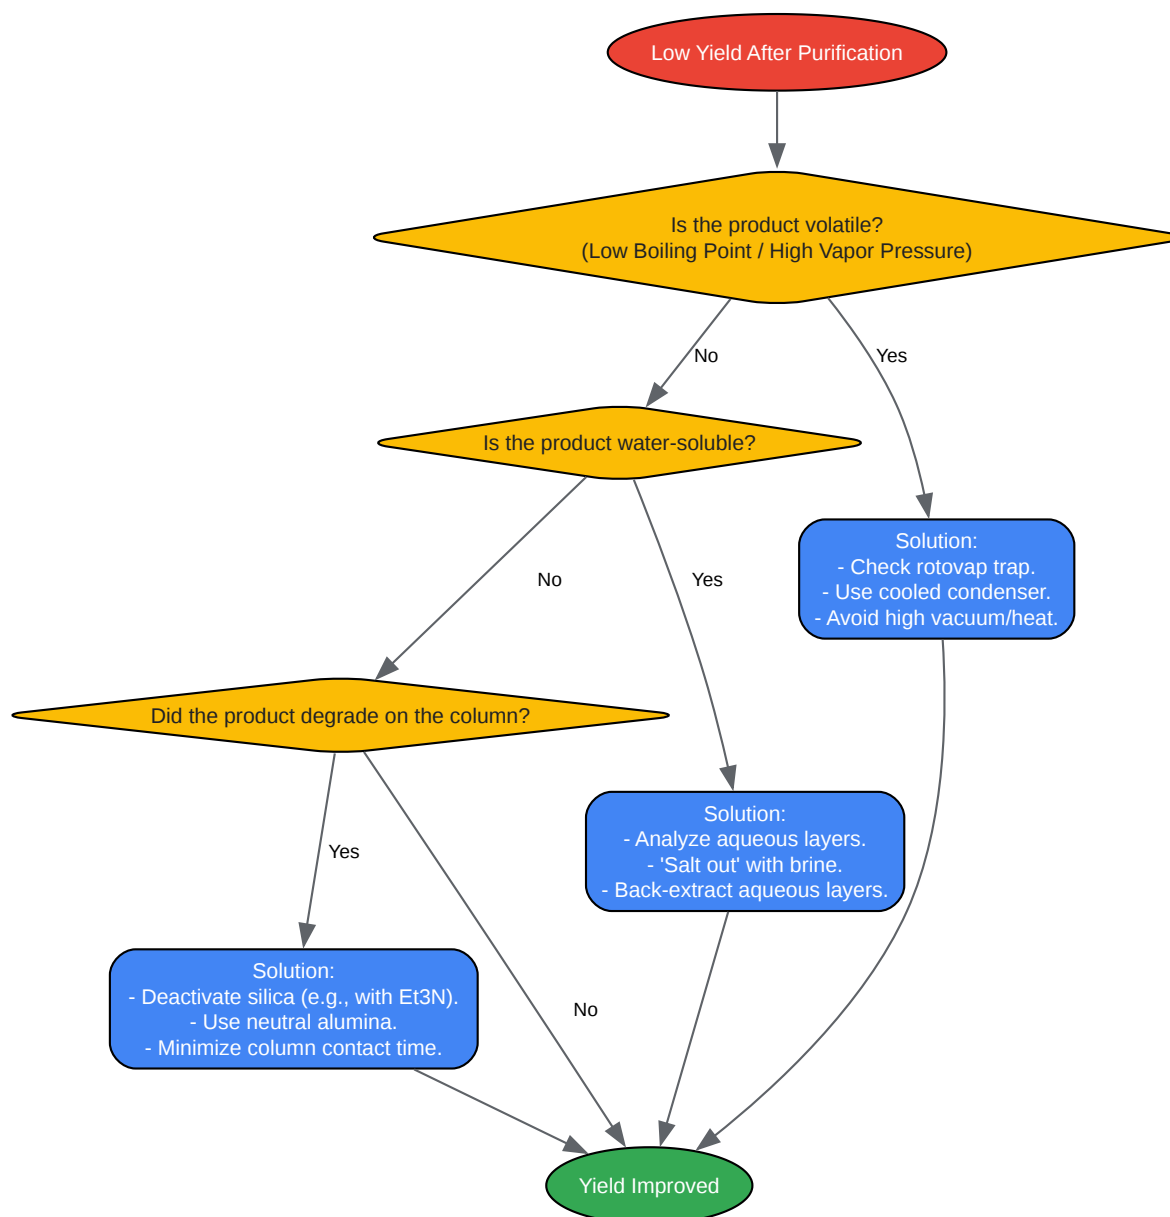 Low Yield After Purification
Is the product volatile?
(Low Boiling Point / High Vapor Pressure)
No
Yes
Is the product water-soluble?
Solution:
- Check rotovap trap.
- Use cooled condenser.
- Avoid high vacuum/heat.
No
Yes
Did the product degrade on the column?
Solution:
- Analyze aqueous layers.
- 'Salt out' with brine.
- Back-extract aqueous layers.
Yes
No
Solution:
- Deactivate silica (e.g., with Et3N).
- Use neutral alumina.
- Minimize column contact time.
Yield Improved